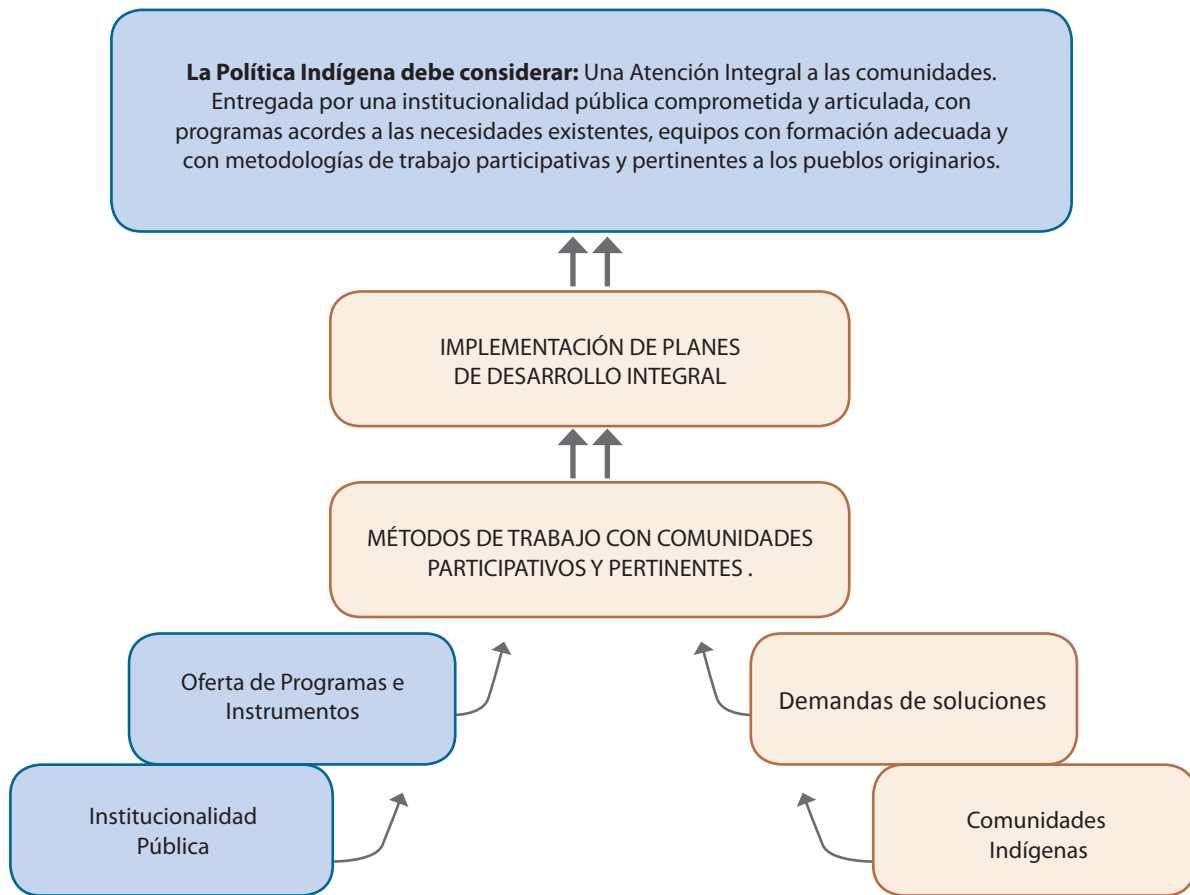 La Política Indígena debe considerar: Una Atención Integral a las comunidades.
Entregada por una institucionalidad pública comprometida y articulada, con
programas acordes a las necesidades existentes, equipos con formación adecuada y
con metodologías de trabajo participativas y pertinentes a los pueblos originarios.
IMPLEMENTACIÓN DE PLANES
DE DESARROLLO INTEGRAL
MÉTODOS DE TRABAJO CON COMUNIDADES
PARTICIPATIVOS Y PERTINENTES .
Oferta de Programas e
Instrumentos
Demandas de soluciones
Institucionalidad
Pública
Comunidades
Indígenas